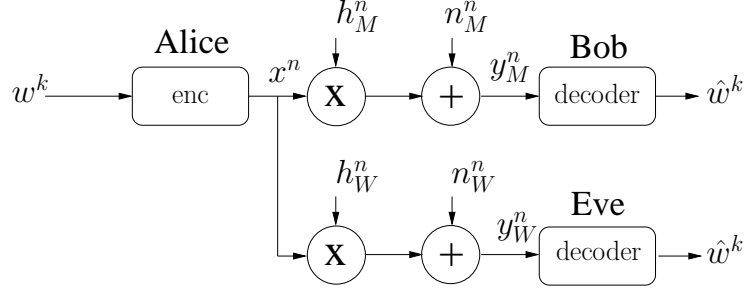 h_M^n n_M^n
Alice Bob
w^k enc x^n X + y_M^n decoder ŵ^k
h_W^n n_W^n
Eve
X + y_W^n decoder ŵ^k